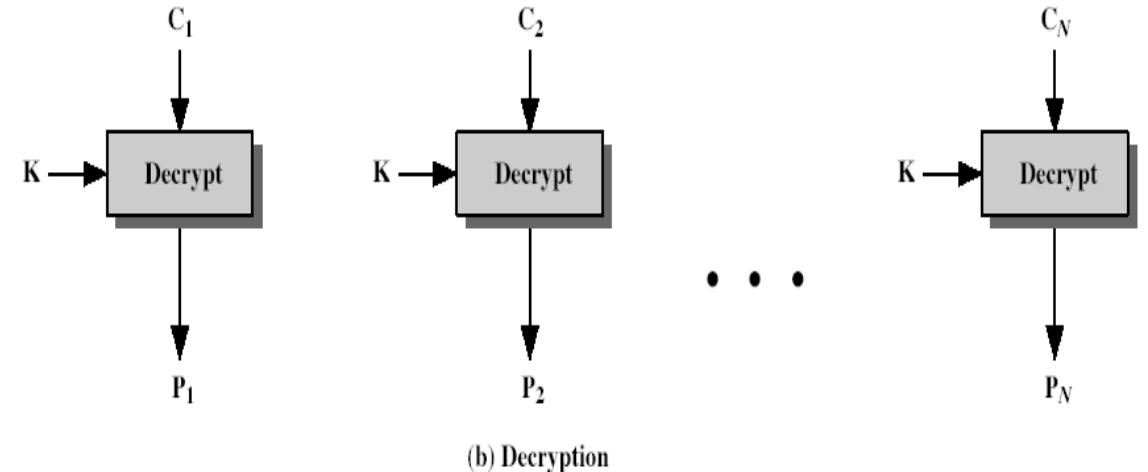 C1 C2 CN
K Decrypt K Decrypt K Decrypt
P1 P2 PN
(b) Decryption